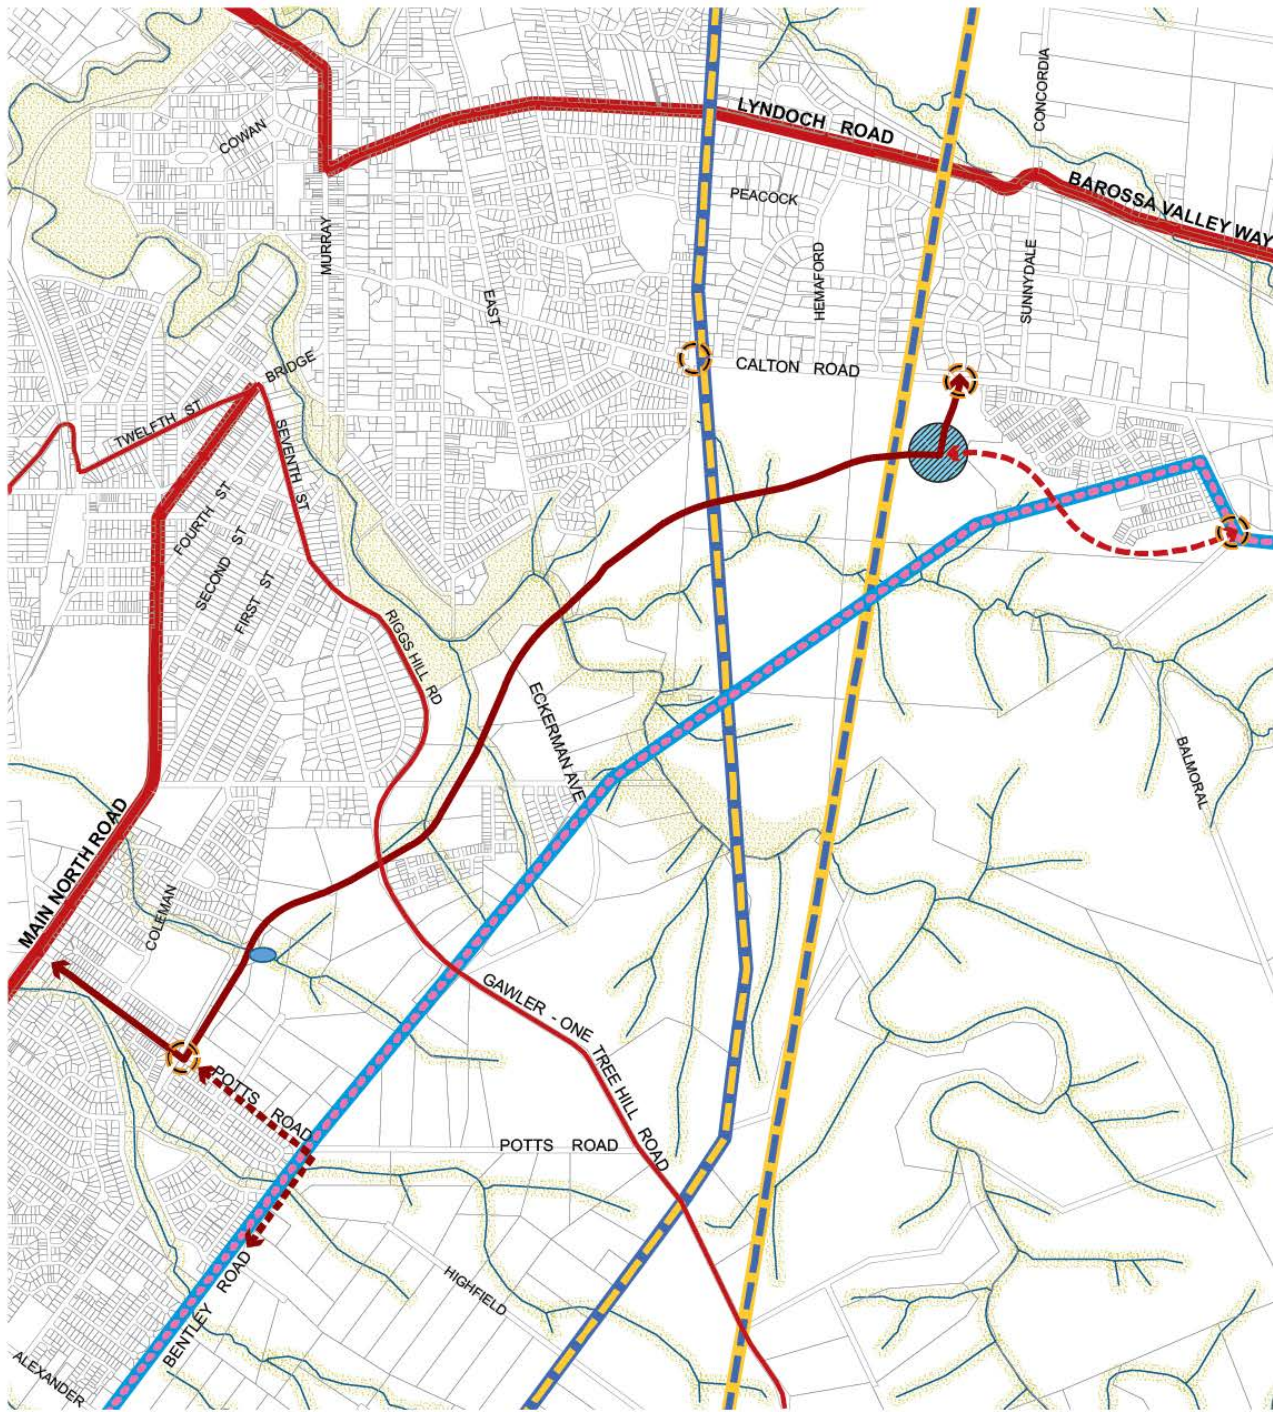 CONCORDIA
LYNDOCH ROAD
COWAN
BAROSSA VALLEY WAY
PEACOCK
MURRAY
HEMAFORD
SUNNYDALE
EAST
BRIDGE
CALTON ROAD
TWELFTH ST
SEVENTH ST
FOURTH ST
SECOND ST
FIRST ST
RIGGS HILL RD
ECKERMAN AVE
BALMORAL
MAIN NORTH ROAD
COLEMAN
GAWLER - ONE TREE HILL ROAD
POTTS ROAD
POTTS ROAD
HIGHFIELD
BENTLEY ROAD
ALEXANDER